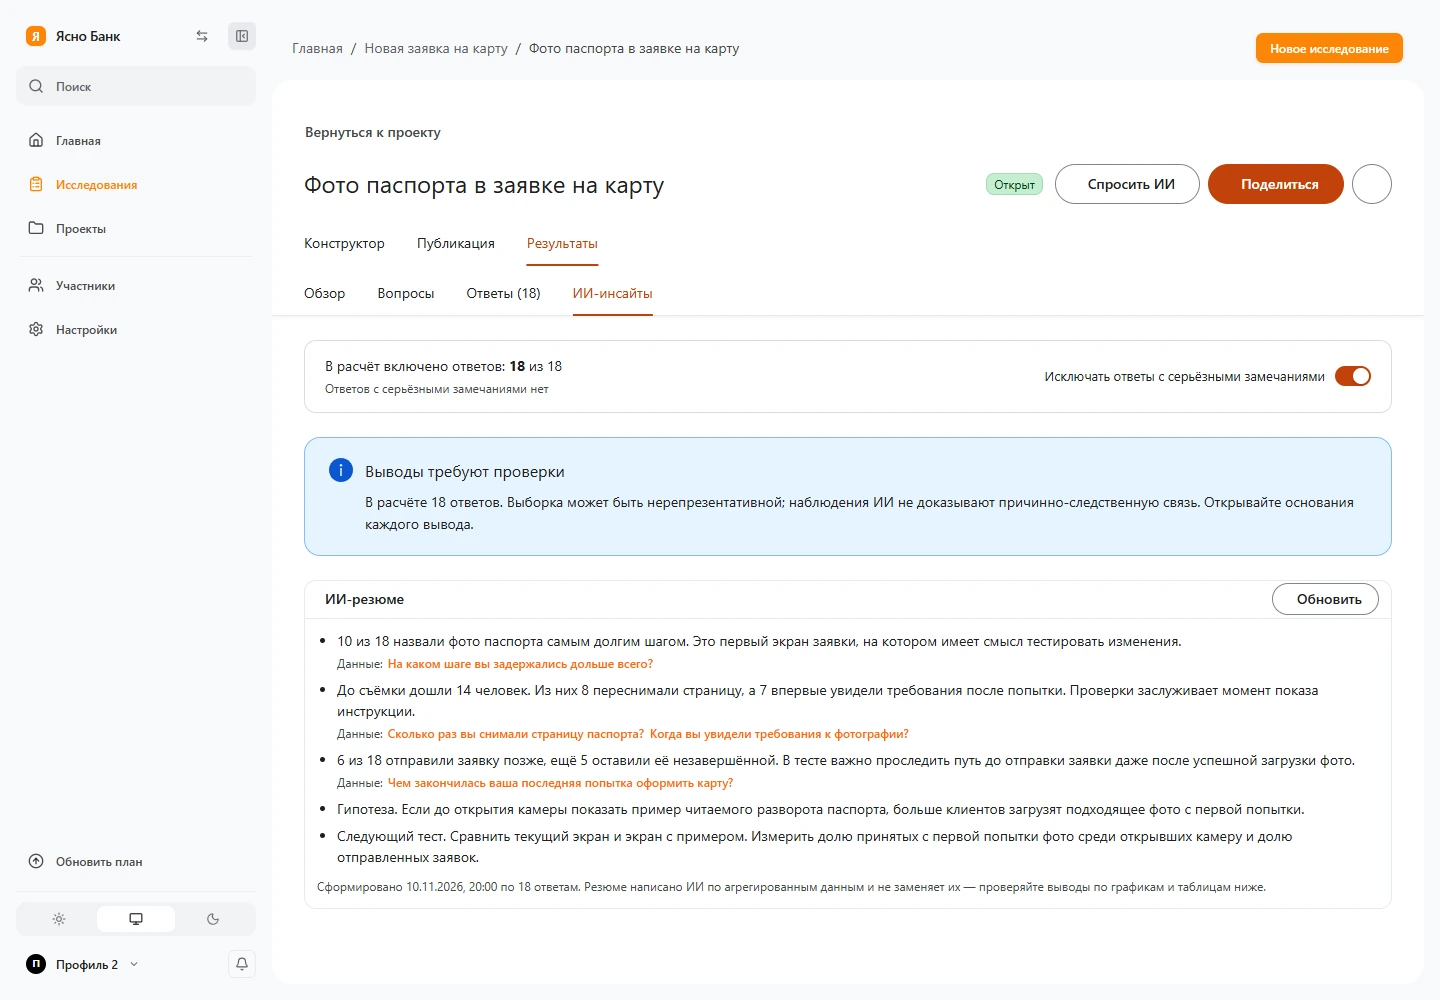 Я Ясно Банк
Поиск
Главная
Исследования
Проекты
Участники
Настройки
Обновить план
П Профиль 2
Главная / Новая заявка на карту / Фото паспорта в заявке на карту
Новое исследование
Вернуться к проекту
Фото паспорта в заявке на карту
Открыт
Спросить ИИ
Поделиться
Конструктор Публикация Результаты
Обзор Вопросы Ответы (18) ИИ-инсайты
В расчёт включено ответов: 18 из 18
Ответов с серьёзными замечаниями нет
Исключать ответы с серьёзными замечаниями
Выводы требуют проверки
В расчёте 18 ответов. Выборка может быть нерепрезентативной; наблюдения ИИ не доказывают причинно-следственную связь. Открывайте основания
каждого вывода.
ИИ-резюме
Обновить
• 10 из 18 назвали фото паспорта самым долгим шагом. Это первый экран заявки, на котором имеет смысл тестировать изменения.
Данные: На каком шаге вы задержались дольше всего?
• До съёмки дошли 14 человек. Из них 8 переснимали страницу, а 7 впервые увидели требования после попытки. Проверки заслуживает момент показа
инструкции.
Данные: Сколько раз вы снимали страницу паспорта? Когда вы увидели требования к фотографии?
• 6 из 18 отправили заявку позже, ещё 5 оставили её незавершённой. В тесте важно проследить путь до отправки заявки даже после успешной загрузки фото.
Данные: Чем закончилась ваша последняя попытка оформить карту?
• Гипотеза. Если до открытия камеры показать пример читаемого разворота паспорта, больше клиентов загрузят подходящее фото с первой попытки.
• Следующий тест. Сравнить текущий экран и экран с примером. Измерить долю принятых с первой попытки фото среди открывших камеру и долю
отправленных заявок.
Сформировано 10.11.2026, 20:00 по 18 ответам. Резюме написано ИИ по агрегированным данным и не заменяет их — проверяйте выводы по графикам и таблицам ниже.